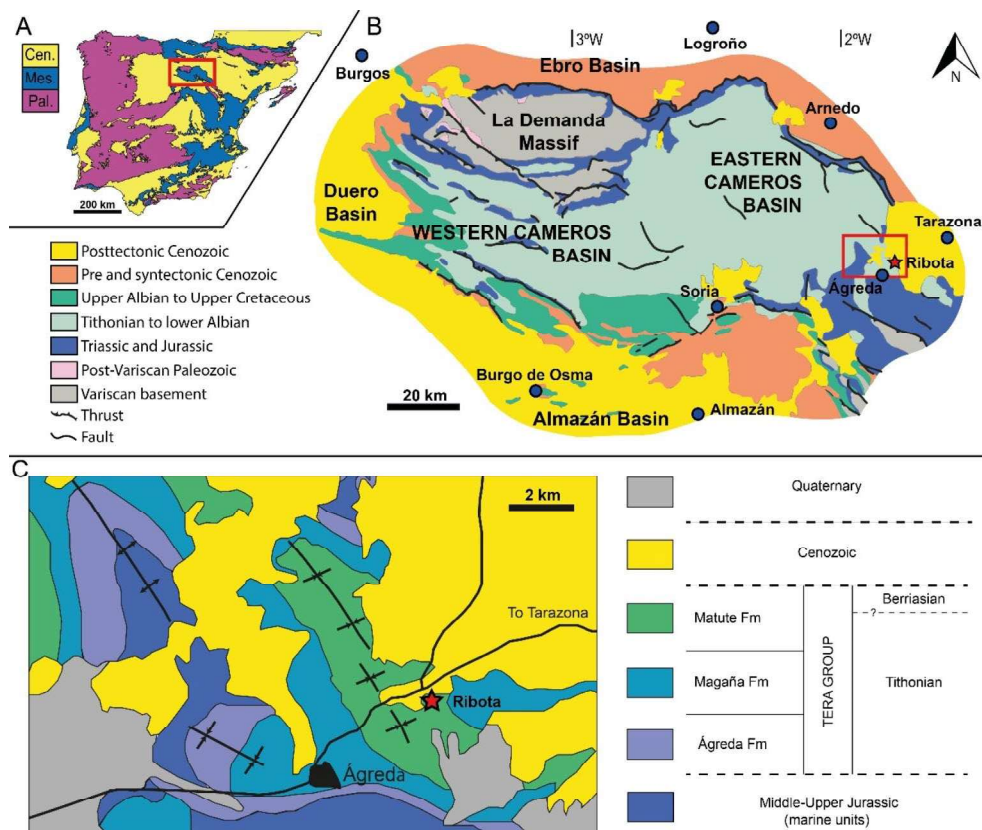 A
Cen.
Mes.
Pal.
200 km
B
3ºW
2ºW
N
Burgos
Logroño
Ebro Basin
Arnedo
La Demanda
Massif
EASTERN
CAMEROS
BASIN
Duero
Basin
WESTERN CAMEROS
BASIN
Tarazona
Ribota
Ágreda
Soria
Burgo de Osma
Almazán
Almazán Basin
20 km
Posttectonic Cenozoic
Pre and syntectonic Cenozoic
Upper Albian to Upper Cretaceous
Tithonian to lower Albian
Triassic and Jurassic
Post-Variscan Paleozoic
Variscan basement
Thrust
Fault
C
2 km
To Tarazona
Ribota
Ágreda
Quaternary
Cenozoic
Matute Fm
Magaña Fm
Ágreda Fm
TERA GROUP
Berriasian
?
Tithonian
Middle-Upper Jurassic
(marine units)